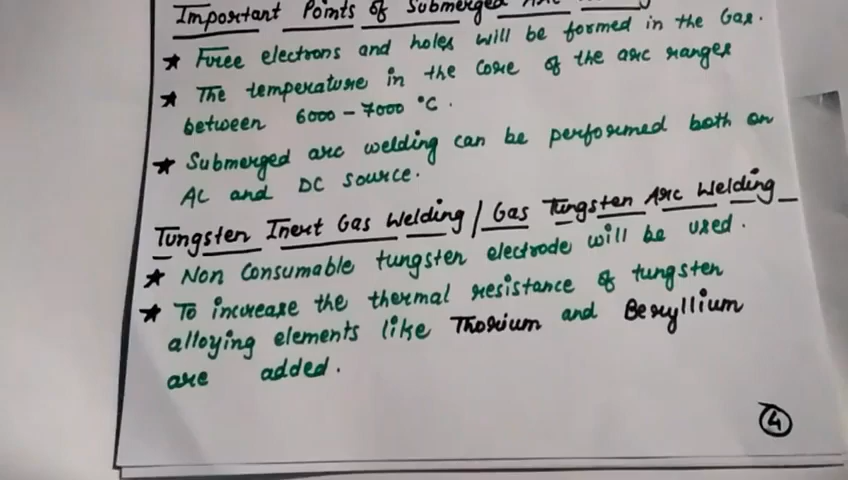 Important Points of Submerged Arc
★ Free electrons and holes will be formed in the Gas.
★ The temperature in the core of the arc ranges
between 6000 - 7000 °C.
★ Submerged arc welding can be performed both on
AC and DC source.
Tungsten Inert Gas Welding / Gas Tungsten Arc Welding
★ Non Consumable tungsten electrode will be used.
★ To increase the thermal resistance of tungsten
alloying elements like Thorium and Beryllium
are added.
4